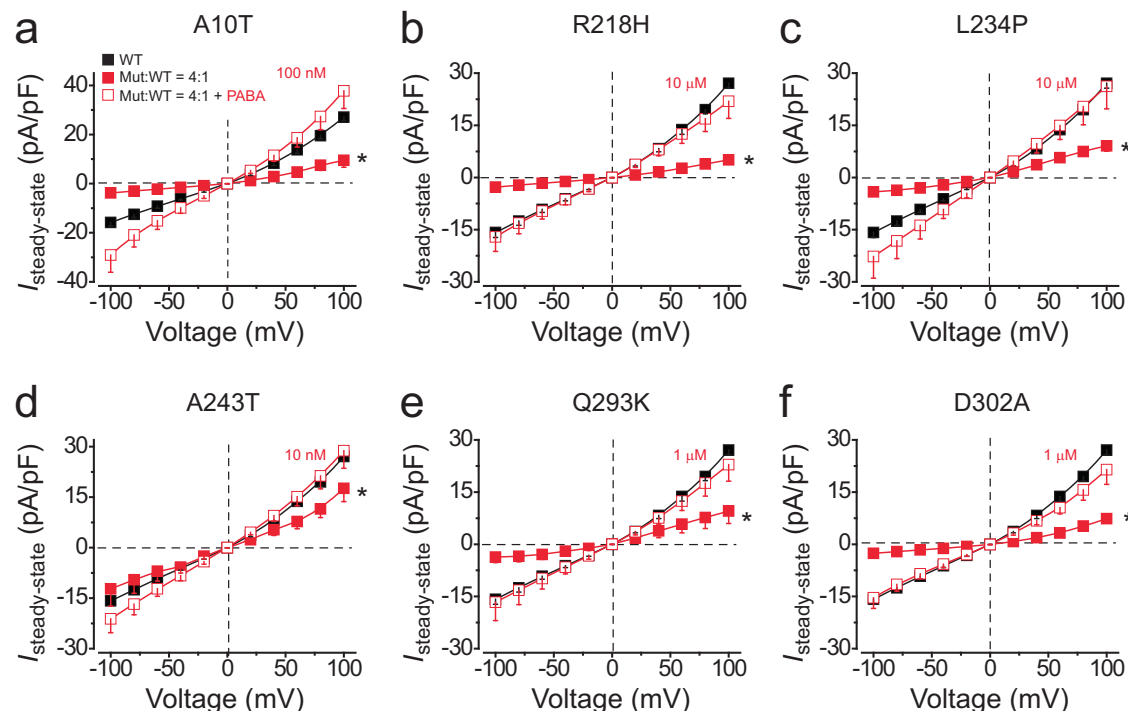 a
A10T
WT
Mut:WT = 4:1
Mut:WT = 4:1 + PABA
100 nM
*
Isteady-state (pA/pF)
40
20
0
-20
-40
-100 -50 0 50 100
Voltage (mV)
b
R218H
10 µM
*
Isteady-state (pA/pF)
30
15
0
-15
-30
-100 -50 0 50 100
Voltage (mV)
c
L234P
10 µM
*
Isteady-state (pA/pF)
30
15
0
-15
-30
-100 -50 0 50 100
Voltage (mV)
d
A243T
10 nM
*
Isteady-state (pA/pF)
30
15
0
-15
-30
-100 -50 0 50 100
Voltage (mV)
e
Q293K
1 µM
*
Isteady-state (pA/pF)
30
15
0
-15
-30
-100 -50 0 50 100
Voltage (mV)
f
D302A
1 µM
*
Isteady-state (pA/pF)
30
15
0
-15
-30
-100 -50 0 50 100
Voltage (mV)